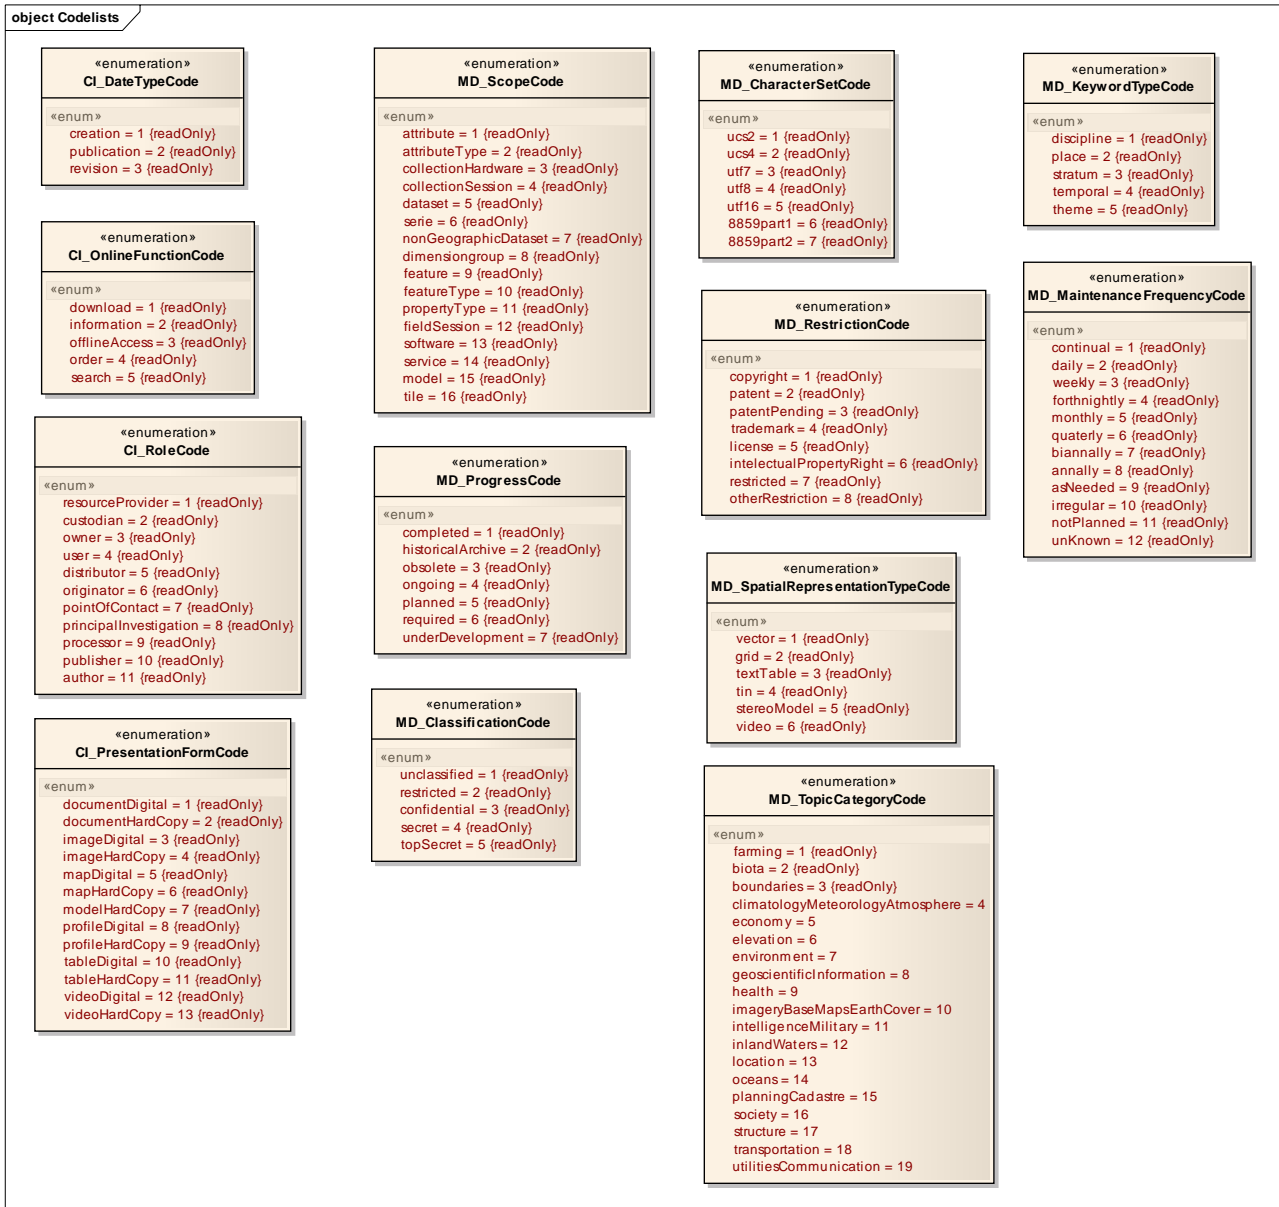 object Codelists
«enumeration»
CI_DateTypeCode
«enum»
creation = 1 {readOnly}
publication = 2 {readOnly}
revision = 3 {readOnly}
«enumeration»
CI_OnlineFunctionCode
«enum»
download = 1 {readOnly}
information = 2 {readOnly}
offlineAccess = 3 {readOnly}
order = 4 {readOnly}
search = 5 {readOnly}
«enumeration»
CI_RoleCode
«enum»
resourceProvider = 1 {readOnly}
custodian = 2 {readOnly}
owner = 3 {readOnly}
user = 4 {readOnly}
distributor = 5 {readOnly}
originator = 6 {readOnly}
pointOfContact = 7 {readOnly}
principalInvestigation = 8 {readOnly}
processor = 9 {readOnly}
publisher = 10 {readOnly}
author = 11 {readOnly}
«enumeration»
CI_PresentationFormCode
«enum»
documentDigital = 1 {readOnly}
documentHardCopy = 2 {readOnly}
imageDigital = 3 {readOnly}
imageHardCopy = 4 {readOnly}
mapDigital = 5 {readOnly}
mapHardCopy = 6 {readOnly}
modelHardCopy = 7 {readOnly}
profileDigital = 8 {readOnly}
profileHardCopy = 9 {readOnly}
tableDigital = 10 {readOnly}
tableHardCopy = 11 {readOnly}
videoDigital = 12 {readOnly}
videoHardCopy = 13 {readOnly}
«enumeration»
MD_ScopeCode
«enum»
attribute = 1 {readOnly}
attributeType = 2 {readOnly}
collectionHardware = 3 {readOnly}
collectionSession = 4 {readOnly}
dataset = 5 {readOnly}
serie = 6 {readOnly}
nonGeographicDataset = 7 {readOnly}
dimensiongroup = 8 {readOnly}
feature = 9 {readOnly}
featureType = 10 {readOnly}
propertyType = 11 {readOnly}
fieldSession = 12 {readOnly}
software = 13 {readOnly}
service = 14 {readOnly}
model = 15 {readOnly}
tile = 16 {readOnly}
«enumeration»
MD_ProgressCode
«enum»
completed = 1 {readOnly}
historicalArchive = 2 {readOnly}
obsolete = 3 {readOnly}
ongoing = 4 {readOnly}
planned = 5 {readOnly}
required = 6 {readOnly}
underDevelopment = 7 {readOnly}
«enumeration»
MD_ClassificationCode
«enum»
unclassified = 1 {readOnly}
restricted = 2 {readOnly}
confidential = 3 {readOnly}
secret = 4 {readOnly}
topSecret = 5 {readOnly}
«enumeration»
MD_CharacterSetCode
«enum»
ucs2 = 1 {readOnly}
ucs4 = 2 {readOnly}
utf7 = 3 {readOnly}
utf8 = 4 {readOnly}
utf16 = 5 {readOnly}
8859part1 = 6 {readOnly}
8859part2 = 7 {readOnly}
«enumeration»
MD_RestrictionCode
«enum»
copyright = 1 {readOnly}
patent = 2 {readOnly}
patentPending = 3 {readOnly}
trademark = 4 {readOnly}
license = 5 {readOnly}
intelectualPropertyRight = 6 {readOnly}
restricted = 7 {readOnly}
otherRestriction = 8 {readOnly}
«enumeration»
MD_SpatialRepresentationTypeCode
«enum»
vector = 1 {readOnly}
grid = 2 {readOnly}
textTable = 3 {readOnly}
tin = 4 {readOnly}
stereoModel = 5 {readOnly}
video = 6 {readOnly}
«enumeration»
MD_TopicCategoryCode
«enum»
farming = 1 {readOnly}
biota = 2 {readOnly}
boundaries = 3 {readOnly}
climatologyMeteorologyAtmosphere = 4
economy = 5
elevation = 6
environment = 7
geoscientificInformation = 8
health = 9
imageryBaseMapsEarthCover = 10
intelligenceMilitary = 11
inlandWaters = 12
location = 13
oceans = 14
planningCadastre = 15
society = 16
structure = 17
transportation = 18
utilitiesCommunication = 19
«enumeration»
MD_KeywordTypeCode
«enum»
discipline = 1 {readOnly}
place = 2 {readOnly}
stratum = 3 {readOnly}
temporal = 4 {readOnly}
theme = 5 {readOnly}
«enumeration»
MD_MaintenanceFrequencyCode
«enum»
continual = 1 {readOnly}
daily = 2 {readOnly}
weekly = 3 {readOnly}
forthnightly = 4 {readOnly}
monthly = 5 {readOnly}
quaterly = 6 {readOnly}
biannally = 7 {readOnly}
annally = 8 {readOnly}
asNeeded = 9 {readOnly}
irregular = 10 {readOnly}
notPlanned = 11 {readOnly}
unKnown = 12 {readOnly}